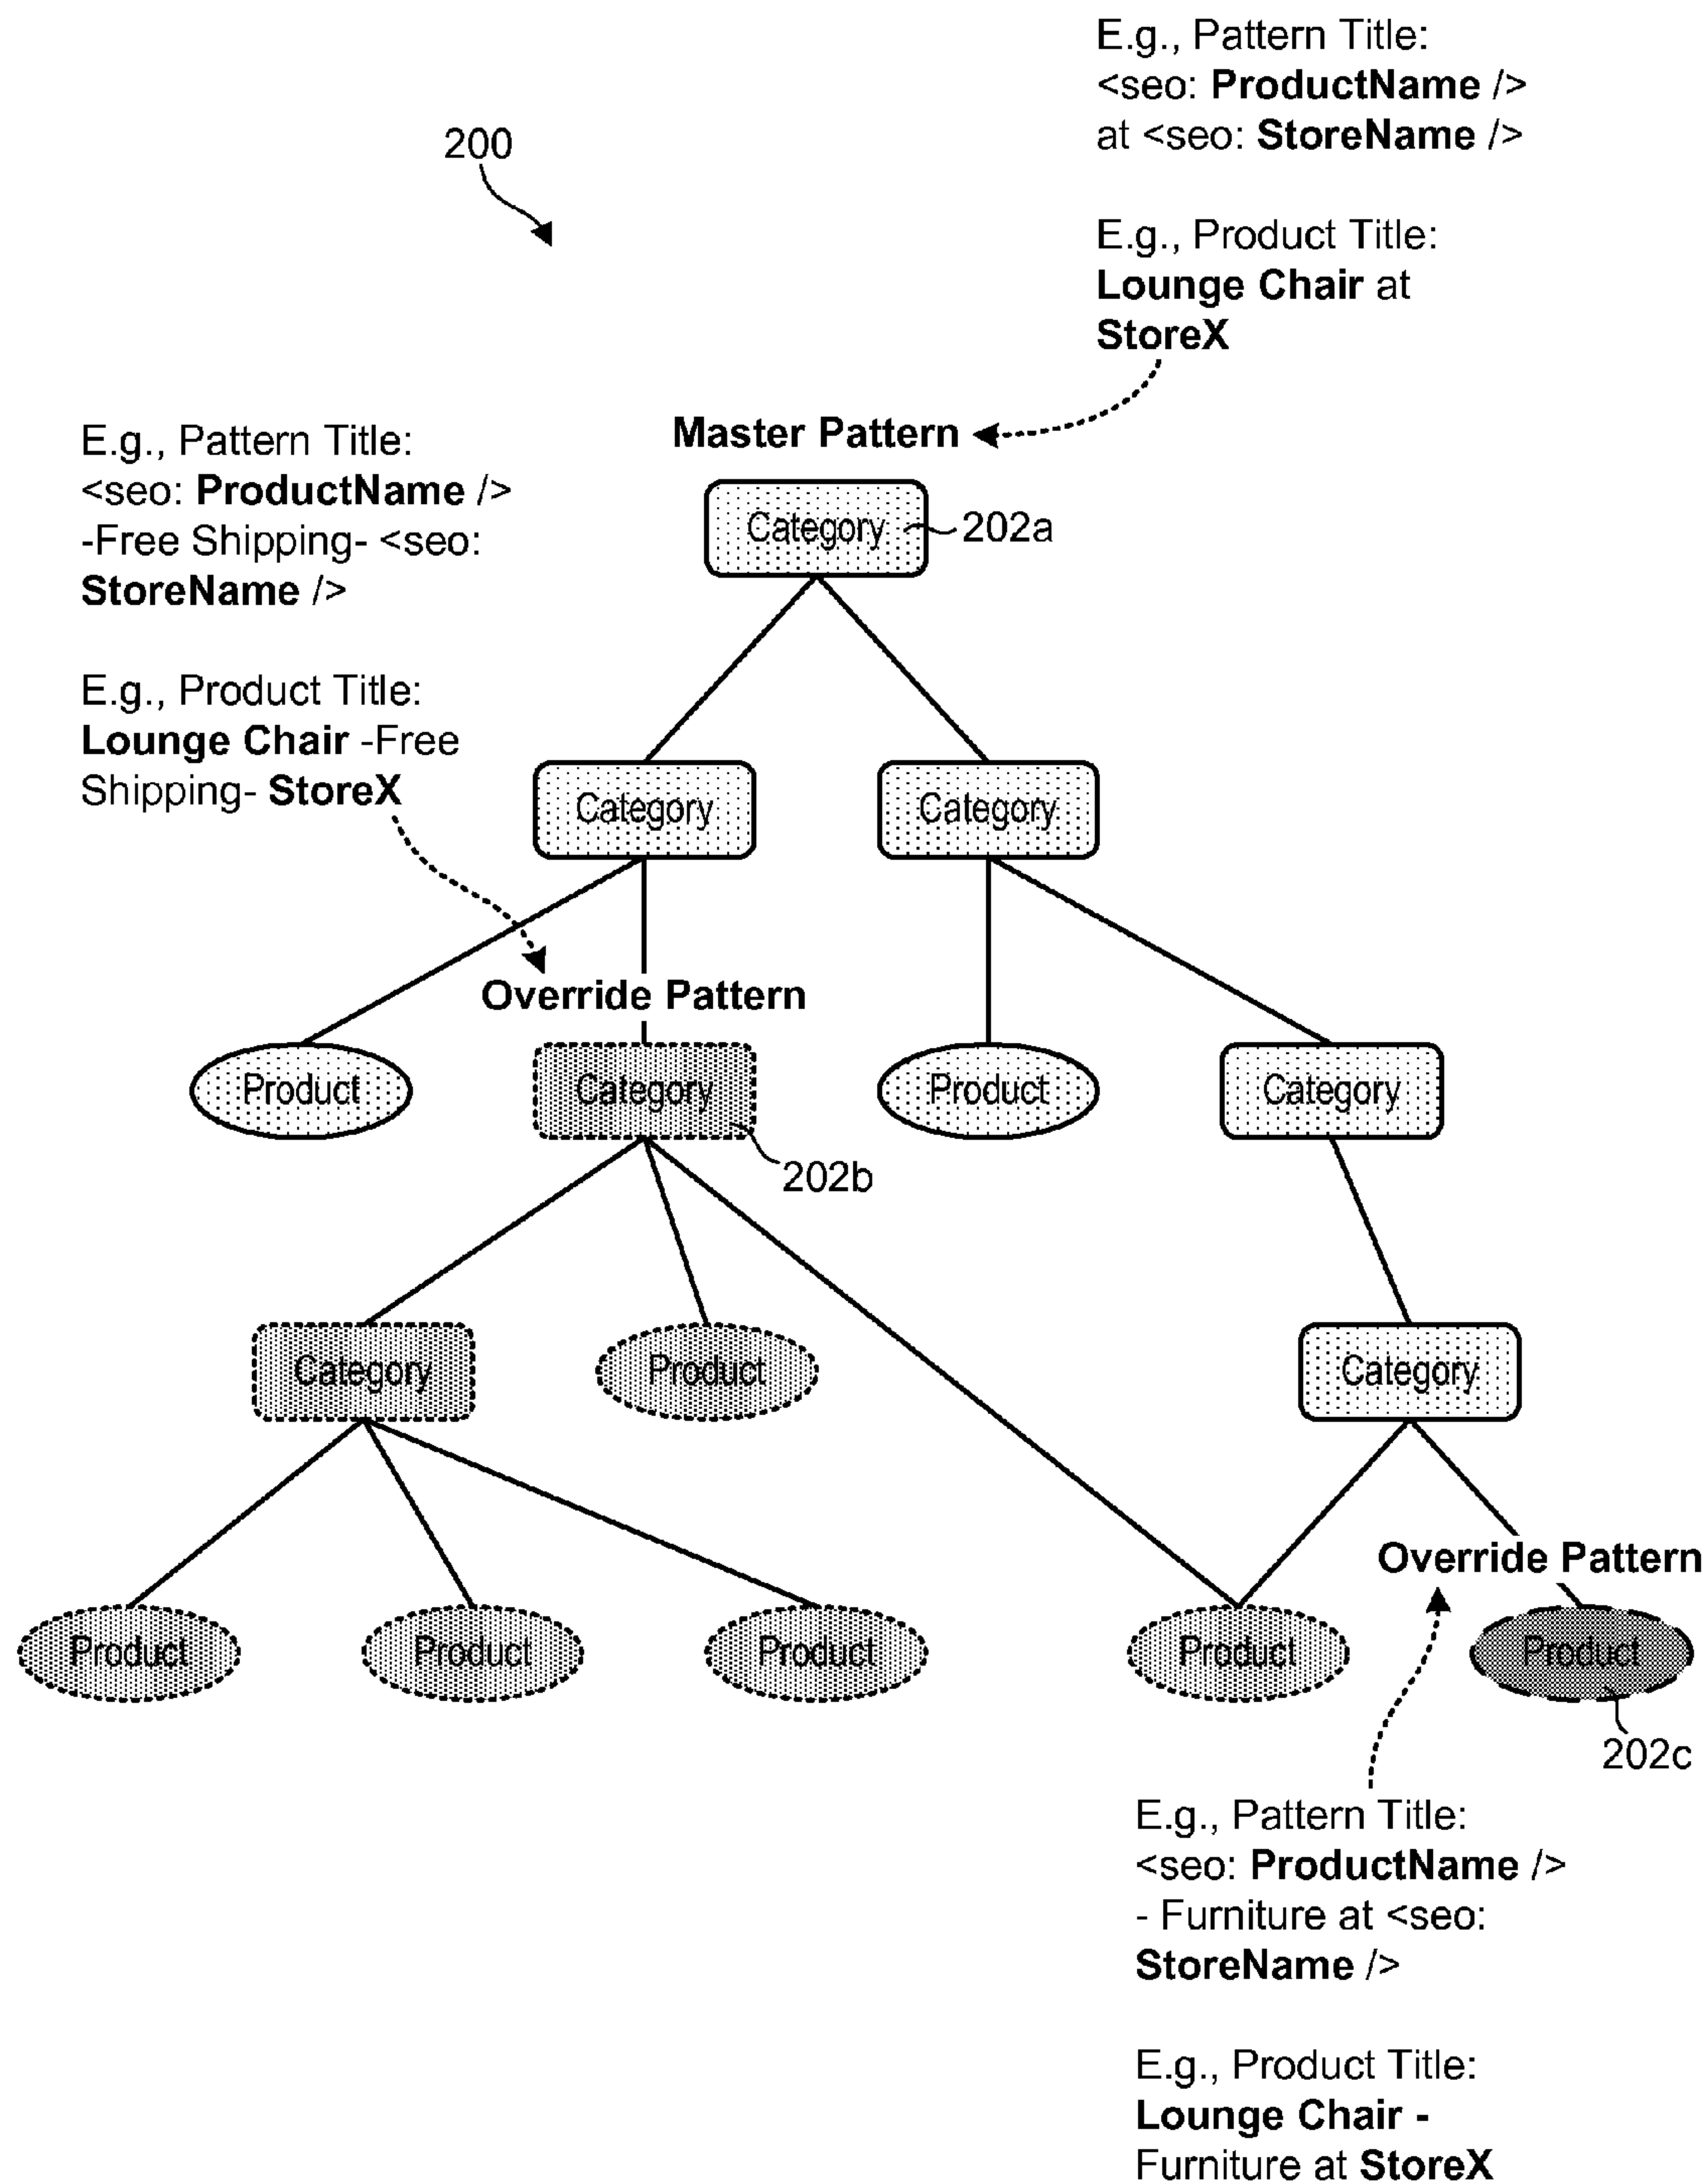 E.g., Pattern Title:
<seo: ProductName />
at <seo: StoreName />
200
E.g., Product Title:
Lounge Chair at
StoreX
Master Pattern
E.g., Pattern Title:
<seo: ProductName />
-Free Shipping- <seo:
StoreName />
Category
202a
E.g., Product Title:
Lounge Chair -Free
Shipping- StoreX
Category
Category
Override Pattern
Product
Category
Product
Category
202b
Category
Product
Category
Override Pattern
Product
Product
Product
Product
Product
202c
E.g., Pattern Title:
<seo: ProductName />
- Furniture at <seo:
StoreName />
E.g., Product Title:
Lounge Chair -
Furniture at StoreX